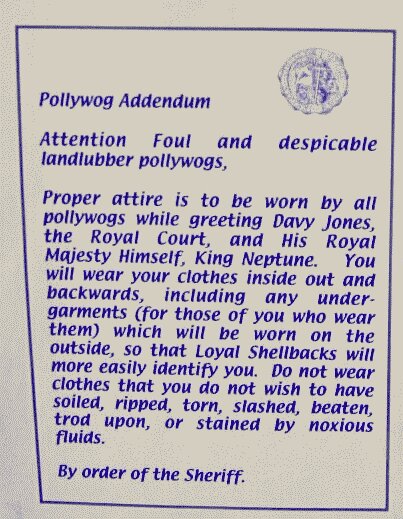 Pollywog Addendum
Attention Foul and despicable
landlubber pollywogs,
Proper attire is to be worn by all
pollywogs while greeting Davy Jones,
the Royal Court, and His Royal
Majesty Himself, King Neptune. You
will wear your clothes inside out and
backwards, including any under-
garments (for those of you who wear
them) which will be worn on the
outside, so that Loyal Shellbacks will
more easily identify you. Do not wear
clothes that you do not wish to have
soiled, ripped, torn, slashed, beaten,
trod upon, or stained by noxious
fluids.
By order of the Sheriff.